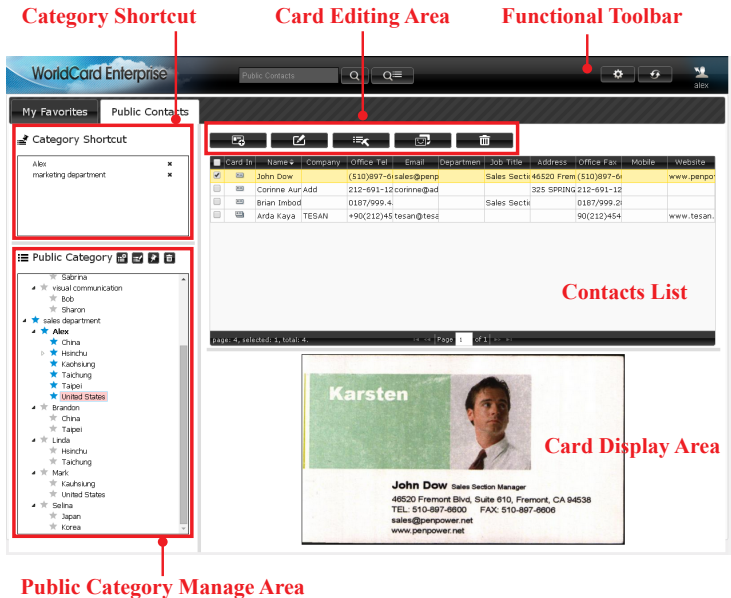 Category Shortcut
Card Editing Area
Functional Toolbar
WorldCard Enterprise
Public Contacts
alex
My Favorites
Public Contacts
Category Shortcut
Alex
marketing department
Card In Name Company Office Tel Email Departmen Job Title Address Office Fax Mobile Website
John Dow (510)897-6 sales@penp Sales Secti 46520 Frem (510)897-6 www.penpo
Corinne Aur Add 212-691-12 corinne@ad 325 SPRING 212-691-12
Brian Imbod 0187/999.4 Sales Secti 0187/999.2
Arda Kaya TESAN +90(212)45 tesan@tesa 90(212)454 www.tesan.
page: 4, selected: 1, total: 4.
Page 1 of 1
Contacts List
Public Category
Sabrina
visual communication
Bob
Sharon
sales department
Alex
China
Hsinchu
Kaohsiung
Taichung
Taipei
United States
Brandon
China
Taipei
Linda
Hsinchu
Taichung
Mark
Kauhsiung
United States
Selina
Japan
Korea
Karsten
Card Display Area
John Dow Sales Section Manager
46520 Fremont Blvd, Suite 610, Fremont, CA 94538
TEL: 510-897-6600 FAX: 510-897-6606
sales@penpower.net
www.penpower.net
Public Category Manage Area